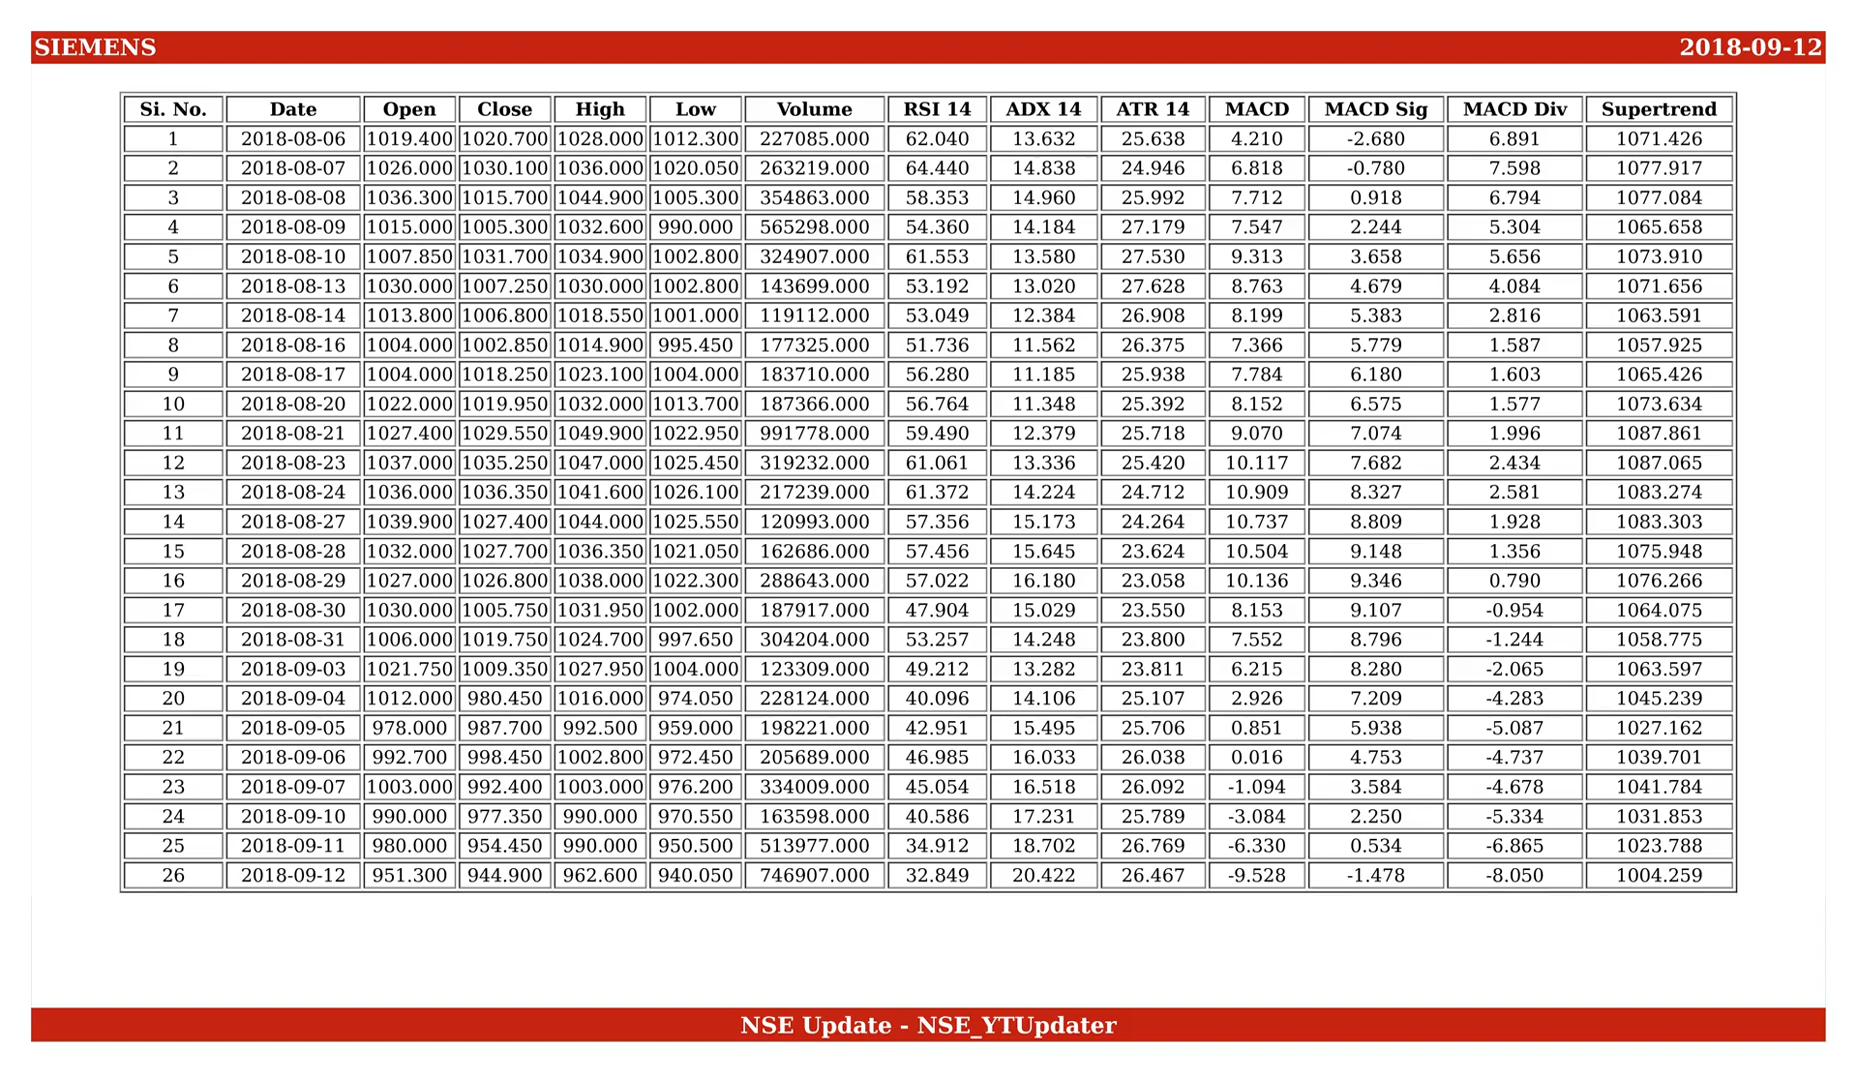 SIEMENS 2018-09-12
Si. No. Date Open Close High Low Volume RSI 14 ADX 14 ATR 14 MACD MACD Sig MACD Div Supertrend
1 2018-08-06 1019.400 1020.700 1028.000 1012.300 227085.000 62.040 13.632 25.638 4.210 -2.680 6.891 1071.426
2 2018-08-07 1026.000 1030.100 1036.000 1020.050 263219.000 64.440 14.838 24.946 6.818 -0.780 7.598 1077.917
3 2018-08-08 1036.300 1015.700 1044.900 1005.300 354863.000 58.353 14.960 25.992 7.712 0.918 6.794 1077.084
4 2018-08-09 1015.000 1005.300 1032.600 990.000 565298.000 54.360 14.184 27.179 7.547 2.244 5.304 1065.658
5 2018-08-10 1007.850 1031.700 1034.900 1002.800 324907.000 61.553 13.580 27.530 9.313 3.658 5.656 1073.910
6 2018-08-13 1030.000 1007.250 1030.000 1002.800 143699.000 53.192 13.020 27.628 8.763 4.679 4.084 1071.656
7 2018-08-14 1013.800 1006.800 1018.550 1001.000 119112.000 53.049 12.384 26.908 8.199 5.383 2.816 1063.591
8 2018-08-16 1004.000 1002.850 1014.900 995.450 177325.000 51.736 11.562 26.375 7.366 5.779 1.587 1057.925
9 2018-08-17 1004.000 1018.250 1023.100 1004.000 183710.000 56.280 11.185 25.938 7.784 6.180 1.603 1065.426
10 2018-08-20 1022.000 1019.950 1032.000 1013.700 187366.000 56.764 11.348 25.392 8.152 6.575 1.577 1073.634
11 2018-08-21 1027.400 1029.550 1049.900 1022.950 991778.000 59.490 12.379 25.718 9.070 7.074 1.996 1087.861
12 2018-08-23 1037.000 1035.250 1047.000 1025.450 319232.000 61.061 13.336 25.420 10.117 7.682 2.434 1087.065
13 2018-08-24 1036.000 1036.350 1041.600 1026.100 217239.000 61.372 14.224 24.712 10.909 8.327 2.581 1083.274
14 2018-08-27 1039.900 1027.400 1044.000 1025.550 120993.000 57.356 15.173 24.264 10.737 8.809 1.928 1083.303
15 2018-08-28 1032.000 1027.700 1036.350 1021.050 162686.000 57.456 15.645 23.624 10.504 9.148 1.356 1075.948
16 2018-08-29 1027.000 1026.800 1038.000 1022.300 288643.000 57.022 16.180 23.058 10.136 9.346 0.790 1076.266
17 2018-08-30 1030.000 1005.750 1031.950 1002.000 187917.000 47.904 15.029 23.550 8.153 9.107 -0.954 1064.075
18 2018-08-31 1006.000 1019.750 1024.700 997.650 304204.000 53.257 14.248 23.800 7.552 8.796 -1.244 1058.775
19 2018-09-03 1021.750 1009.350 1027.950 1004.000 123309.000 49.212 13.282 23.811 6.215 8.280 -2.065 1063.597
20 2018-09-04 1012.000 980.450 1016.000 974.050 228124.000 40.096 14.106 25.107 2.926 7.209 -4.283 1045.239
21 2018-09-05 978.000 987.700 992.500 959.000 198221.000 42.951 15.495 25.706 0.851 5.938 -5.087 1027.162
22 2018-09-06 992.700 998.450 1002.800 972.450 205689.000 46.985 16.033 26.038 0.016 4.753 -4.737 1039.701
23 2018-09-07 1003.000 992.400 1003.000 976.200 334009.000 45.054 16.518 26.092 -1.094 3.584 -4.678 1041.784
24 2018-09-10 990.000 977.350 990.000 970.550 163598.000 40.586 17.231 25.789 -3.084 2.250 -5.334 1031.853
25 2018-09-11 980.000 954.450 990.000 950.500 513977.000 34.912 18.702 26.769 -6.330 0.534 -6.865 1023.788
26 2018-09-12 951.300 944.900 962.600 940.050 746907.000 32.849 20.422 26.467 -9.528 -1.478 -8.050 1004.259
NSE Update - NSE_YTUpdater